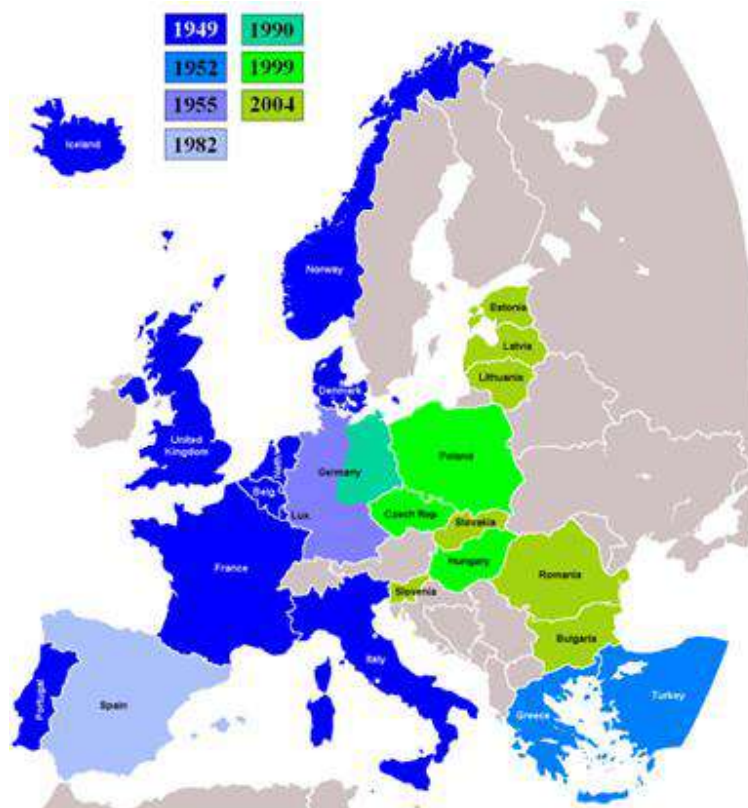 1949 1990
1952 1999
1955 2004
1982
Iceland
Norway
Estonia
Latvia
Lithuania
Denmark
United
Kingdom
Germany
Poland
Belg
Lux.
Czech Rep.
Slovakia
France
Hungary
Slovenia
Romania
Bulgaria
Italy
Portugal
Spain
Greece
Turkey